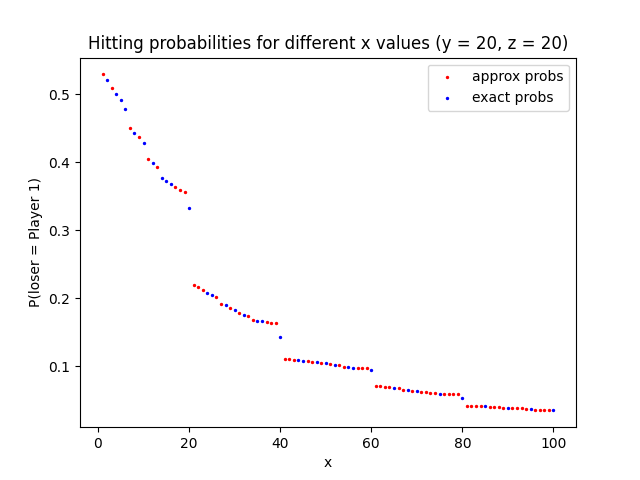 Hitting probabilities for different x values (y = 20, z = 20)
approx probs
exact probs
P(loser = Player 1)
0.5
0.4
0.3
0.2
0.1
0 20 40 60 80 100
x